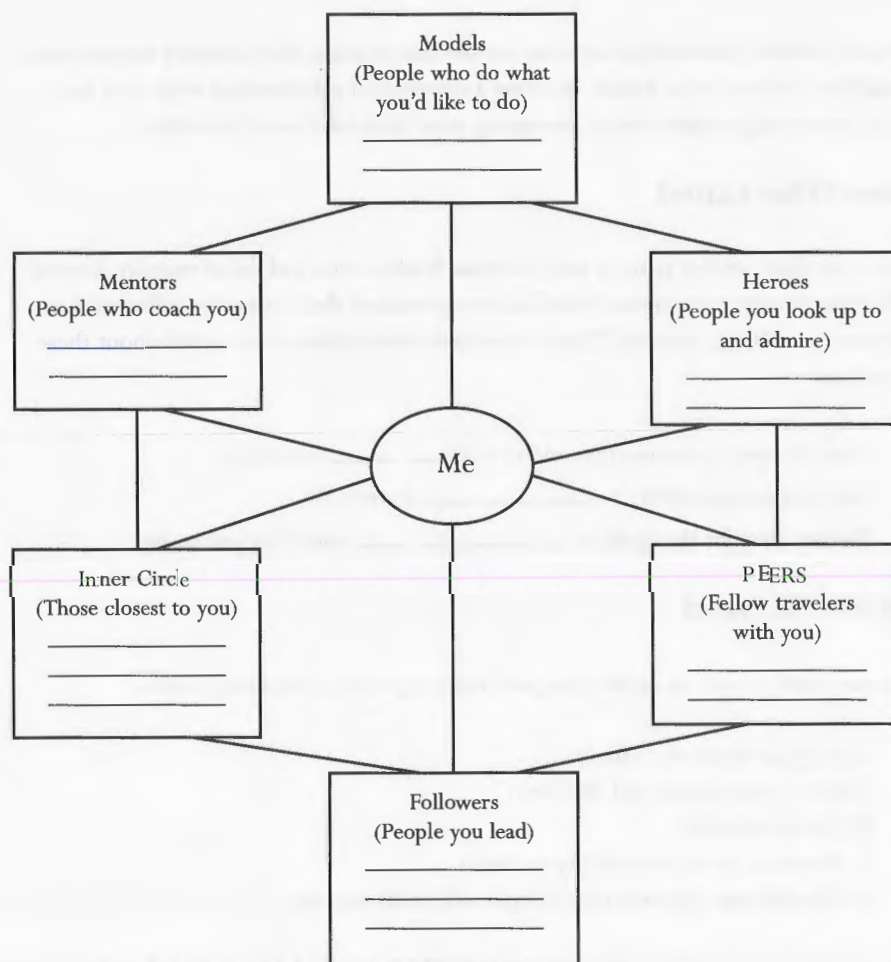 Models
(People who do what
you'd like to do)
Mentors
(People who coach you)
Heroes
(People you look up to
and admire)
Me
Inner Circle
(Those closest to you)
PEERS
(Fellow travelers
with you)
Followers
(People you lead)